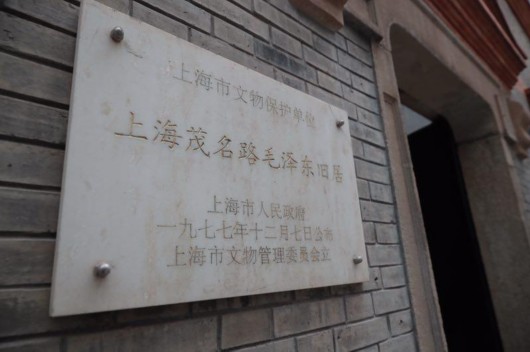 上海市文物保护单位
上海茂名路毛泽东旧居
上海市人民政府
一九七七年十二月七日公布
上海市文物管理委员会立